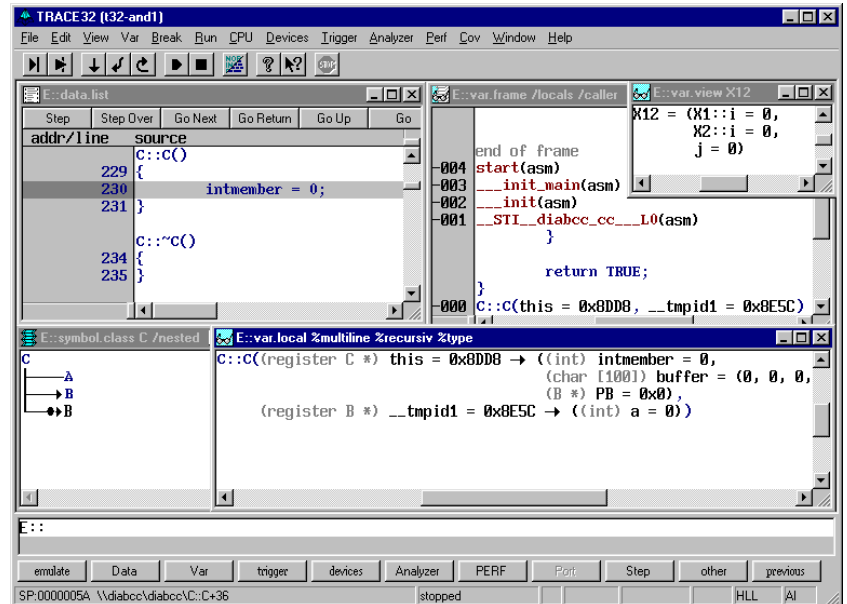 TRACE32 (t32-and1)
File Edit View Var Break Run CPU Devices Trigger Analyzer Perf Cov Window Help
E::data.list
Step Step Over Go Next Go Return Go Up Go
addr/line source
C::C()
229 {
230 intmember = 0;
231 }
C::~C()
234 {
235 }
E::var.frame /locals /caller
end of frame
-004 start(asm)
-003 ___init_main(asm)
-002 ___init(asm)
-001 __STI__diabcc_cc___L0(asm)
}
return TRUE;
}
-000 C::C(this = 0x8DD8, __tmpid1 = 0x8E5C)
E::var.view X12
X12 = (X1::i = 0,
X2::i = 0,
j = 0)
E::symbol.class C /nested
C
A
B
B
E::var.local %multiline %recursiv %type
C::C((register C *) this = 0x8DD8 → ((int) intmember = 0,
(char [100]) buffer = (0, 0, 0,
(B *) PB = 0x0),
(register B *) __tmpid1 = 0x8E5C → ((int) a = 0))
E::
emulate Data Var trigger devices Analyzer PERF Port Step other previous
SP:0000005A \\diabcc\diabcc\C::C+36 stopped HLL AI